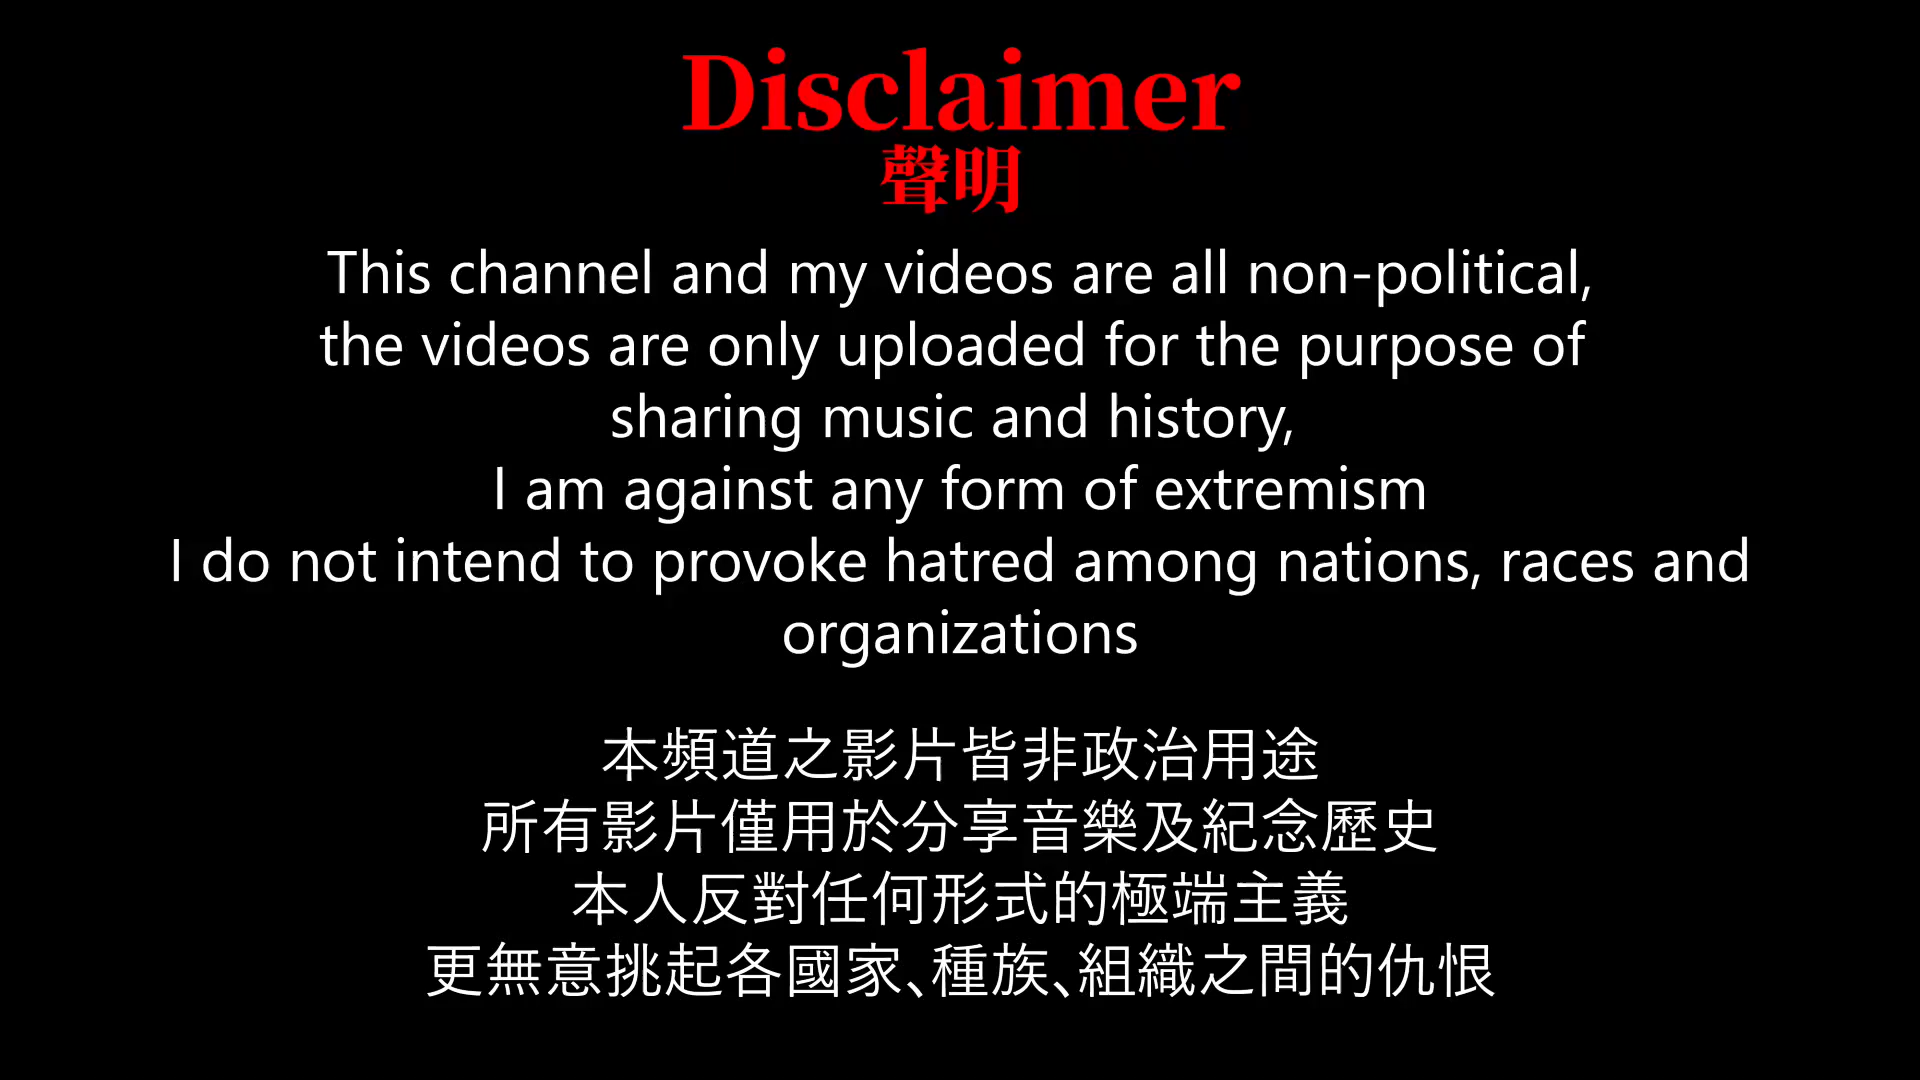 Disclaimer
聲明
This channel and my videos are all non-political,
the videos are only uploaded for the purpose of
sharing music and history,
I am against any form of extremism
I do not intend to provoke hatred among nations, races and
organizations
本頻道之影片皆非政治用途
所有影片僅用於分享音樂及紀念歷史
本人反對任何形式的極端主義
更無意挑起各國家、種族、組織之間的仇恨